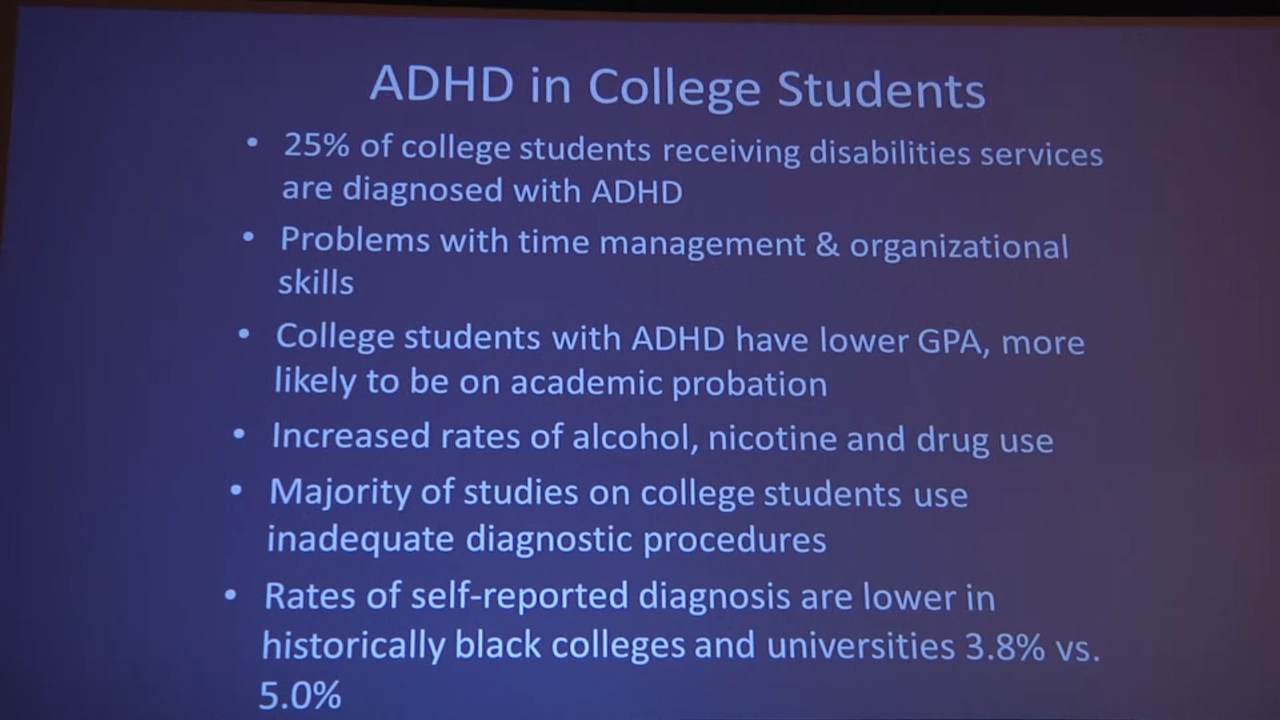 ADHD in College Students
• 25% of college students receiving disabilities services
are diagnosed with ADHD
• Problems with time management & organizational
skills
• College students with ADHD have lower GPA, more
likely to be on academic probation
• Increased rates of alcohol, nicotine and drug use
• Majority of studies on college students use
inadequate diagnostic procedures
• Rates of self-reported diagnosis are lower in
historically black colleges and universities 3.8% vs.
5.0%